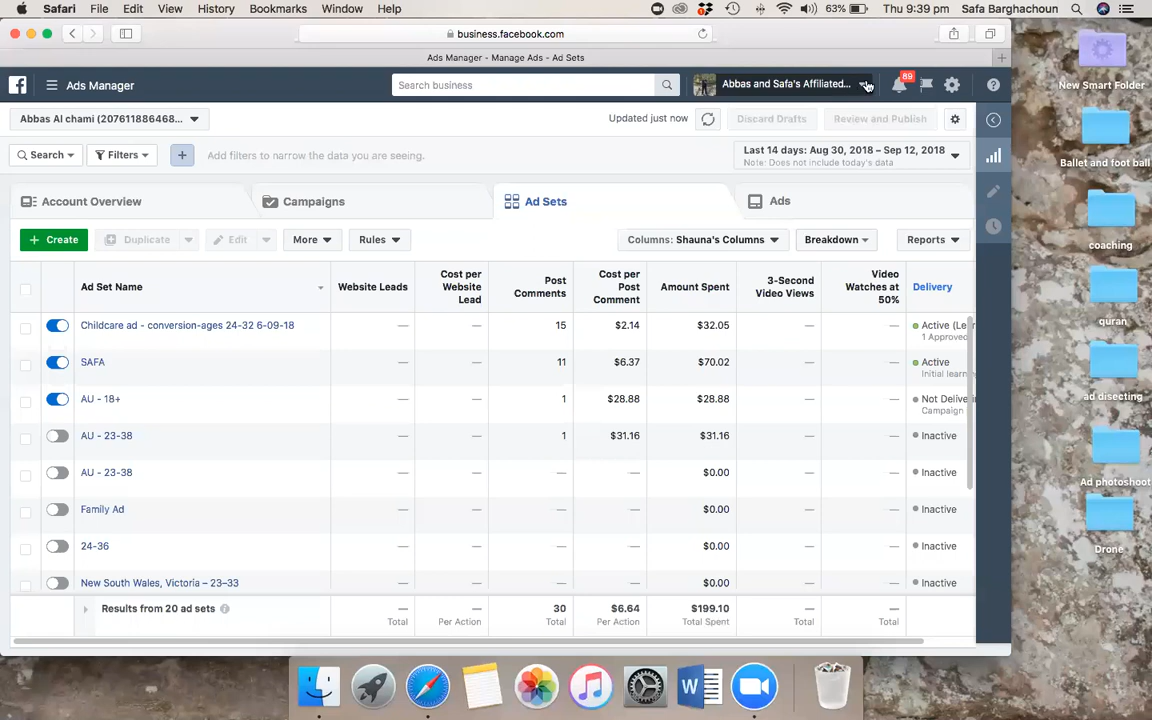 Safari File Edit View History Bookmarks Window Help 63% Thu 9:39 pm Safa Barghachoun
business.facebook.com
Ads Manager - Manage Ads - Ad Sets
Ads Manager Search business Abbas and Safa's Affiliated... 89
Abbas Al chami (207611886468... Updated just now Discard Drafts Review and Publish
Search Filters Add filters to narrow the data you are seeing. Last 14 days: Aug 30, 2018 – Sep 12, 2018
Note: Does not include today's data
Account Overview Campaigns Ad Sets Ads
+ Create Duplicate Edit More Rules Columns: Shauna's Columns Breakdown Reports
Ad Set Name Website Leads Cost per Website Lead Post Comments Cost per Post Comment Amount Spent 3-Second Video Views Video Watches at 50% Delivery
Childcare ad - conversion-ages 24-32 6-09-18 — — 15 $2.14 $32.05 — — Active (Le
1 Approved
SAFA — — 11 $6.37 $70.02 — — Active
Initial learn
AU - 18+ — — 1 $28.88 $28.88 — — Not Delive
Campaign
AU - 23-38 — — 1 $31.16 $31.16 — — Inactive
AU - 23-38 — — — — $0.00 — — Inactive
Family Ad — — — — $0.00 — — Inactive
24-36 — — — — $0.00 — — Inactive
New South Wales, Victoria – 23–33 $0.00 Inactive
Results from 20 ad sets — — 30 $6.64 $199.10 — —
Total Per Action Total Per Action Total Spent Total Total
New Smart Folder
Ballet and foot ball
coaching
quran
ad disecting
Ad photoshoot
Drone